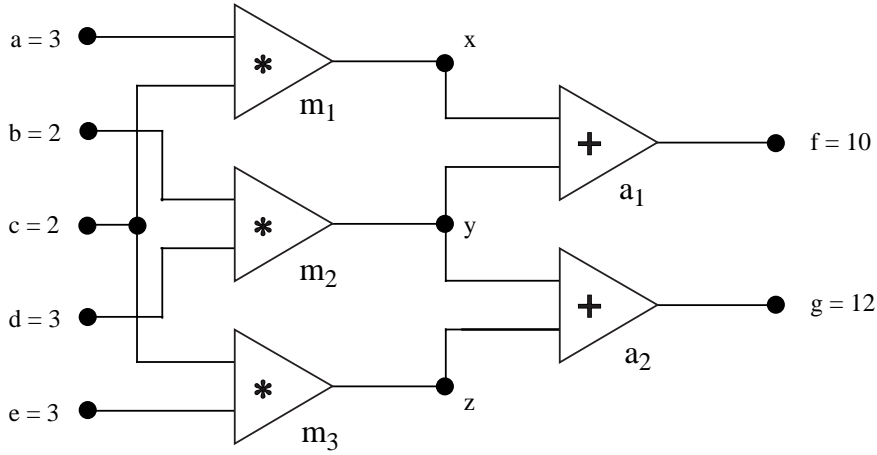 a = 3
x
*
m1
b = 2
f = 10
+
a1
c = 2
y
*
m2
d = 3
g = 12
+
a2
*
e = 3
z
m3